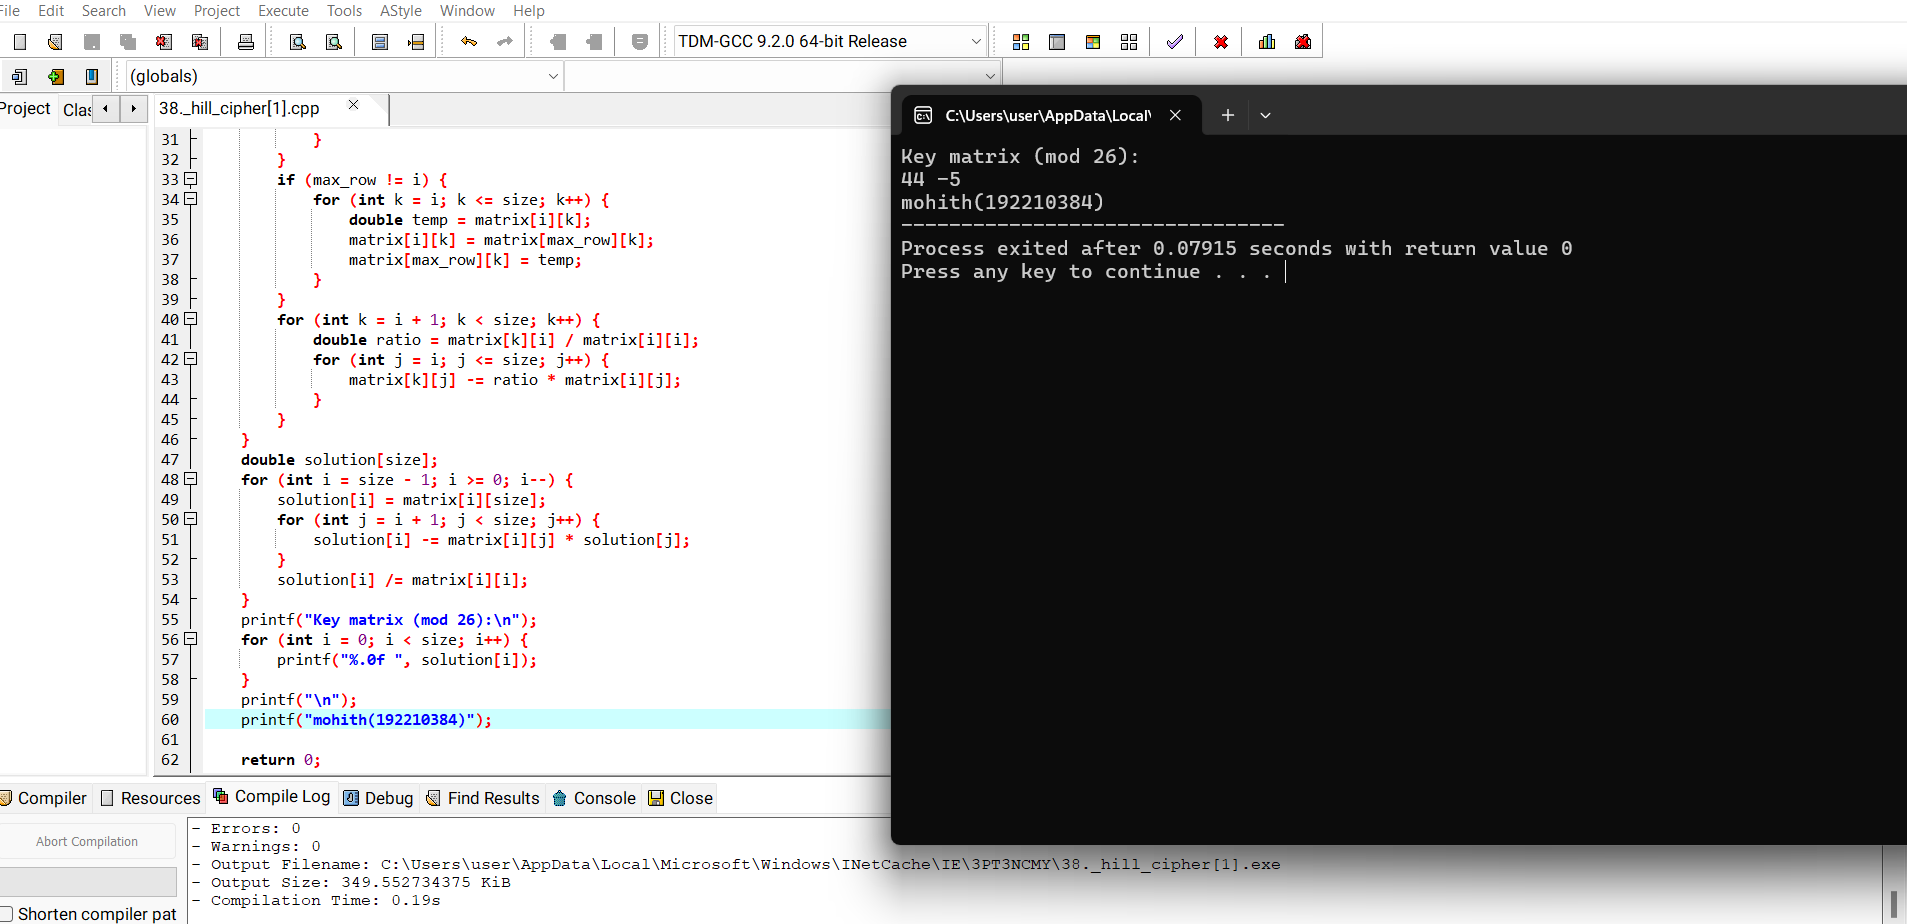 File Edit Search View Project Execute Tools AStyle Window Help
TDM-GCC 9.2.0 64-bit Release
(globals)
Project Clas
38._hill_cipher[1].cpp
31 }
32 }
33 if (max_row != i) {
34 for (int k = i; k <= size; k++) {
35 double temp = matrix[i][k];
36 matrix[i][k] = matrix[max_row][k];
37 matrix[max_row][k] = temp;
38 }
39 }
40 for (int k = i + 1; k < size; k++) {
41 double ratio = matrix[k][i] / matrix[i][i];
42 for (int j = i; j <= size; j++) {
43 matrix[k][j] -= ratio * matrix[i][j];
44 }
45 }
46 }
47 double solution[size];
48 for (int i = size - 1; i >= 0; i--) {
49 solution[i] = matrix[i][size];
50 for (int j = i + 1; j < size; j++) {
51 solution[i] -= matrix[i][j] * solution[j];
52 }
53 solution[i] /= matrix[i][i];
54 }
55 printf("Key matrix (mod 26):\n");
56 for (int i = 0; i < size; i++) {
57 printf("%.0f ", solution[i]);
58 }
59 printf("\n");
60 printf("mohith(192210384)");
61
62 return 0;
C:\Users\user\AppData\Local\
Key matrix (mod 26):
44 -5
mohith(192210384)
--------------------------------
Process exited after 0.07915 seconds with return value 0
Press any key to continue . . .
Compiler Resources Compile Log Debug Find Results Console Close
Abort Compilation
Shorten compiler pat
- Errors: 0
- Warnings: 0
- Output Filename: C:\Users\user\AppData\Local\Microsoft\Windows\INetCache\IE\3PT3NCMY\38._hill_cipher[1].exe
- Output Size: 349.552734375 KiB
- Compilation Time: 0.19s